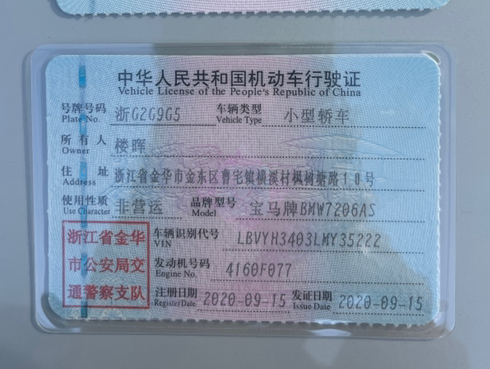 中华人民共和国机动车行驶证
Vehicle License of the People's Republic of China
号牌号码 浙G2G9G5 车辆类型 小型轿车
Plate No. Vehicle Type
所有人 楼晖
Owner
住址 浙江省金华市金东区曹宅镇横溪村枫树塘路10号
Address
使用性质 非营运 品牌型号 宝马牌BMW7206AS
Use Character Model
浙江省金华
市公安局交
通警察支队
车辆识别代号 LBVYH3403LMY35222
VIN
发动机号码 4160F077
Engine No.
注册日期 2020-09-15 发证日期 2020-09-15
Register Date Issue Date